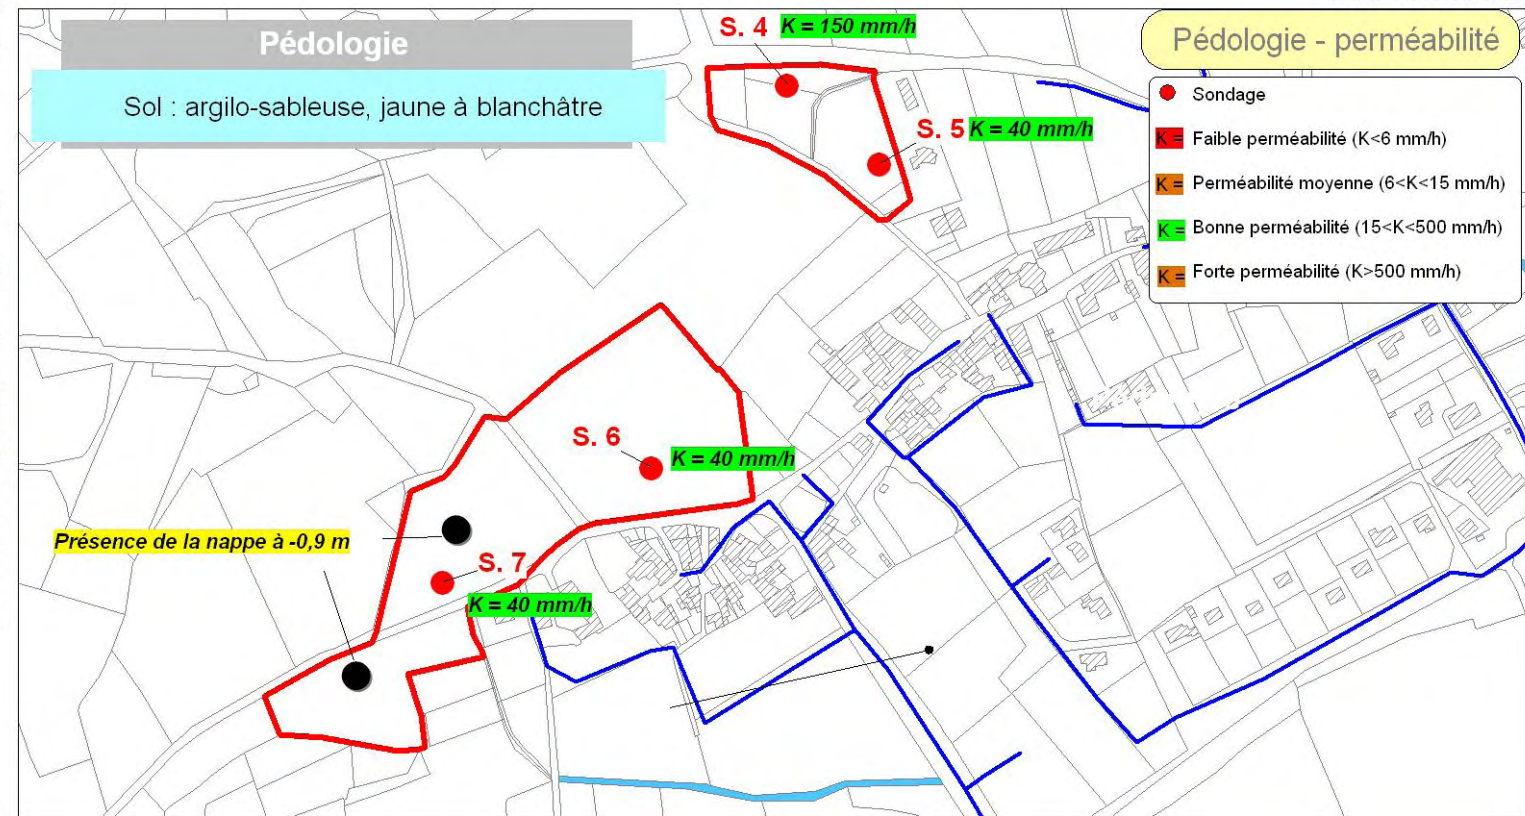 Pédologie
Sol : argilo-sableuse, jaune à blanchâtre
S. 4 K = 150 mm/h
S. 5 K = 40 mm/h
Pédologie - perméabilité
Sondage
K = Faible perméabilité (K<6 mm/h)
K = Perméabilité moyenne (6<K<15 mm/h)
K = Bonne perméabilité (15<K<500 mm/h)
K = Forte perméabilité (K>500 mm/h)
S. 6
K = 40 mm/h
Présence de la nappe à -0,9 m
S. 7
K = 40 mm/h